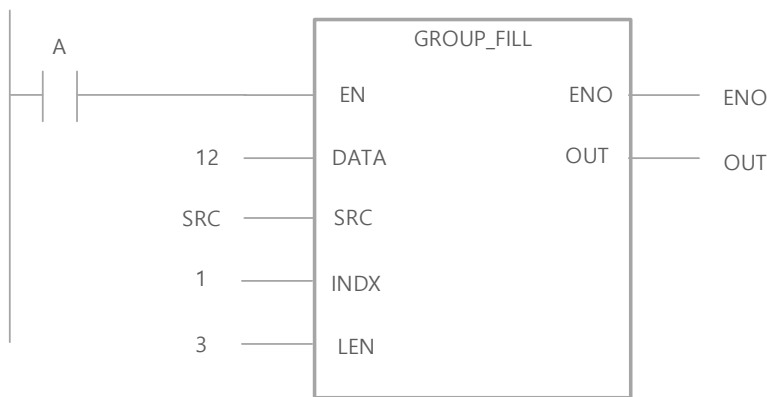 GROUP_FILL
A
EN ENO ENO
12 DATA OUT OUT
SRC SRC
1 INDX
3 LEN